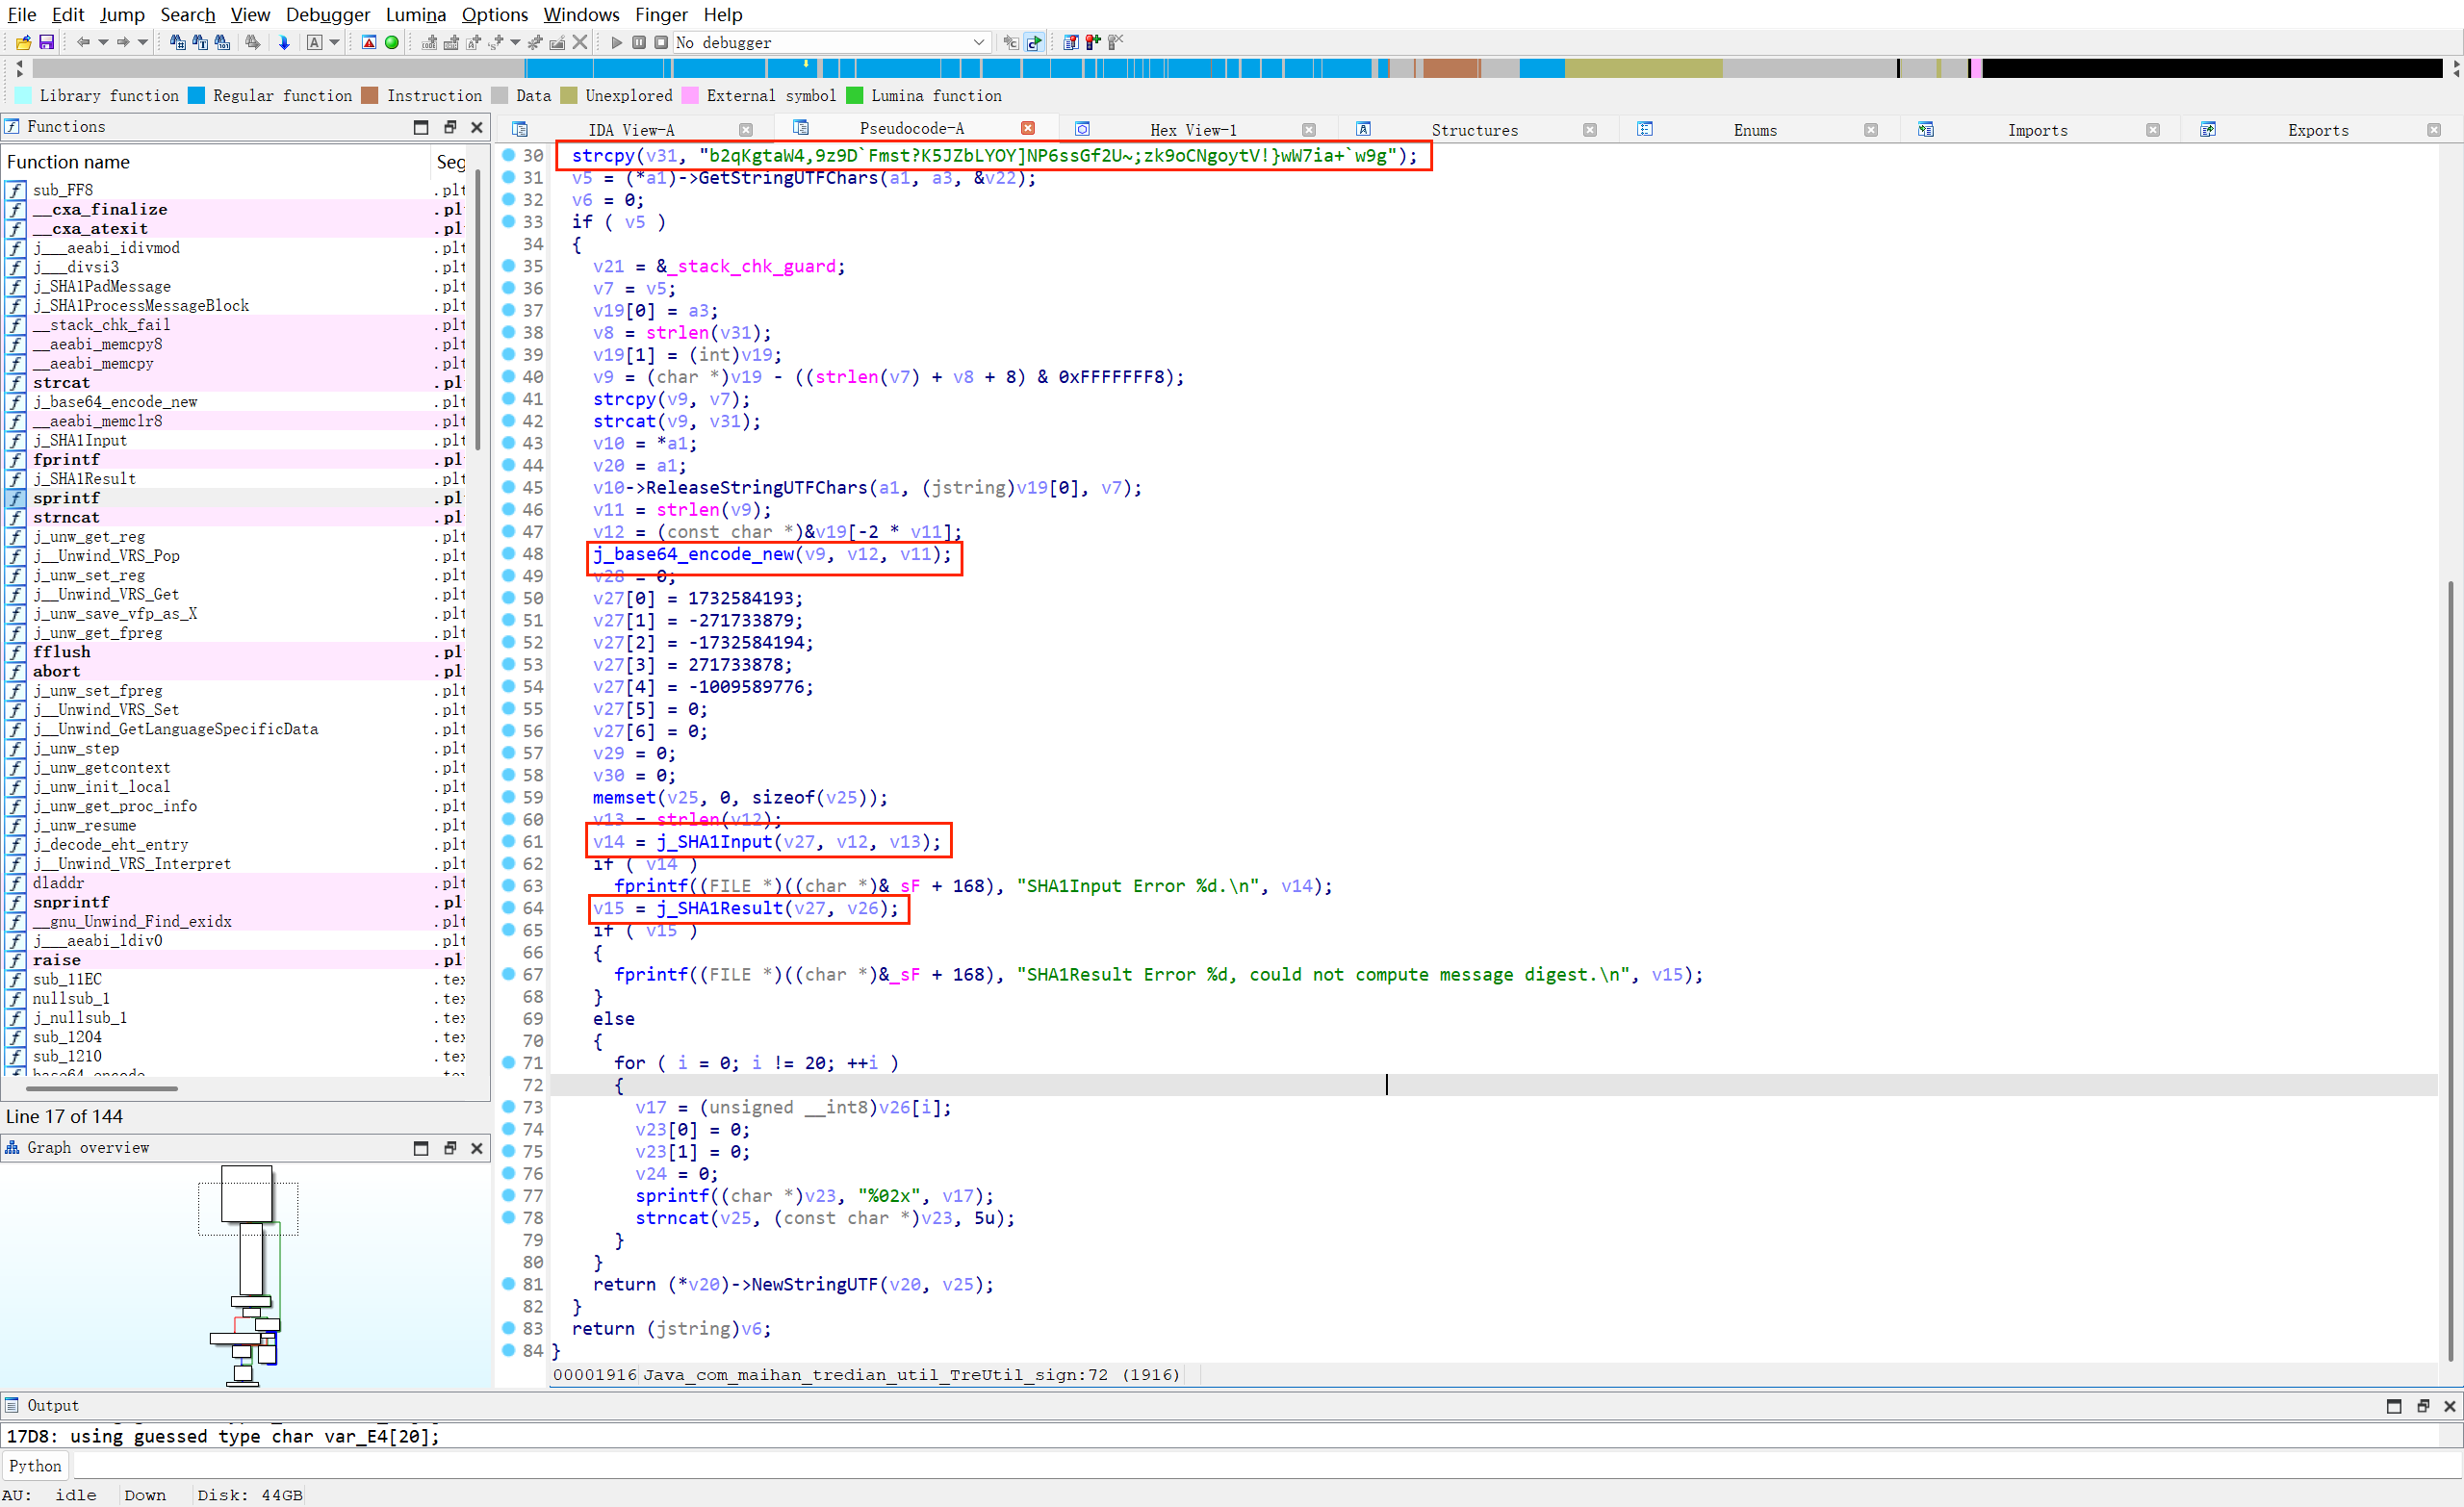 File Edit Jump Search View Debugger Lumina Options Windows Finger Help
No debugger
Library function Regular function Instruction Data Unexplored External symbol Lumina function
Functions
Function name Seg
sub_FF8 .plt
__cxa_finalize .pl
__cxa_atexit .pl
j___aeabi_idivmod .plt
j___divsi3 .plt
j_SHA1PadMessage .plt
j_SHA1ProcessMessageBlock .plt
__stack_chk_fail .plt
__aeabi_memcpy8 .plt
__aeabi_memcpy .plt
strcat .pl
j_base64_encode_new .plt
__aeabi_memclr8 .plt
j_SHA1Input .plt
fprintf .pl
j_SHA1Result .plt
sprintf .pl
strncat .pl
j_unw_get_reg .plt
j__Unwind_VRS_Pop .plt
j_unw_set_reg .plt
j__Unwind_VRS_Get .plt
j_unw_save_vfp_as_X .plt
j_unw_get_fpreg .plt
fflush .pl
abort .pl
j_unw_set_fpreg .plt
j__Unwind_VRS_Set .plt
j__Unwind_GetLanguageSpecificData .plt
j_unw_step .plt
j_unw_getcontext .plt
j_unw_init_local .plt
j_unw_get_proc_info .plt
j_unw_resume .plt
j_decode_eht_entry .plt
j__Unwind_VRS_Interpret .plt
dladdr .plt
snprintf .pl
__gnu_Unwind_Find_exidx .plt
j___aeabi_ldiv0 .plt
raise .pl
sub_11EC .tex
nullsub_1 .tex
j_nullsub_1 .tex
sub_1204 .tex
sub_1210 .tex
base64_encode .tex
Line 17 of 144
Graph overview
IDA View-A Pseudocode-A Hex View-1 Structures Enums Imports Exports
30 strcpy(v31, "b2qKgtaW4,9z9D`Fmst?K5JZbLYOY]NP6ssGf2U~;zk9oCNgoytV!}wW7ia+`w9g");
31 v5 = (*a1)->GetStringUTFChars(a1, a3, &v22);
32 v6 = 0;
33 if ( v5 )
34 {
35 v21 = &_stack_chk_guard;
36 v7 = v5;
37 v19[0] = a3;
38 v8 = strlen(v31);
39 v19[1] = (int)v19;
40 v9 = (char *)v19 - ((strlen(v7) + v8 + 8) & 0xFFFFFFF8);
41 strcpy(v9, v7);
42 strcat(v9, v31);
43 v10 = *a1;
44 v20 = a1;
45 v10->ReleaseStringUTFChars(a1, (jstring)v19[0], v7);
46 v11 = strlen(v9);
47 v12 = (const char *)&v19[-2 * v11];
48 j_base64_encode_new(v9, v12, v11);
49 v28 = 0;
50 v27[0] = 1732584193;
51 v27[1] = -271733879;
52 v27[2] = -1732584194;
53 v27[3] = 271733878;
54 v27[4] = -1009589776;
55 v27[5] = 0;
56 v27[6] = 0;
57 v29 = 0;
58 v30 = 0;
59 memset(v25, 0, sizeof(v25));
60 v13 = strlen(v12);
61 v14 = j_SHA1Input(v27, v12, v13);
62 if ( v14 )
63 fprintf((FILE *)((char *)&_sF + 168), "SHA1Input Error %d.\n", v14);
64 v15 = j_SHA1Result(v27, v26);
65 if ( v15 )
66 {
67 fprintf((FILE *)((char *)&_sF + 168), "SHA1Result Error %d, could not compute message digest.\n", v15);
68 }
69 else
70 {
71 for ( i = 0; i != 20; ++i )
72 {
73 v17 = (unsigned __int8)v26[i];
74 v23[0] = 0;
75 v23[1] = 0;
76 v24 = 0;
77 sprintf((char *)v23, "%02x", v17);
78 strncat(v25, (const char *)v23, 5u);
79 }
80 }
81 return (*v20)->NewStringUTF(v20, v25);
82 }
83 return (jstring)v6;
84 }
00001916 Java_com_maihan_tredian_util_TreUtil_sign:72 (1916)
Output
17D8: using guessed type char var_E4[20];
Python
AU: idle Down Disk: 44GB